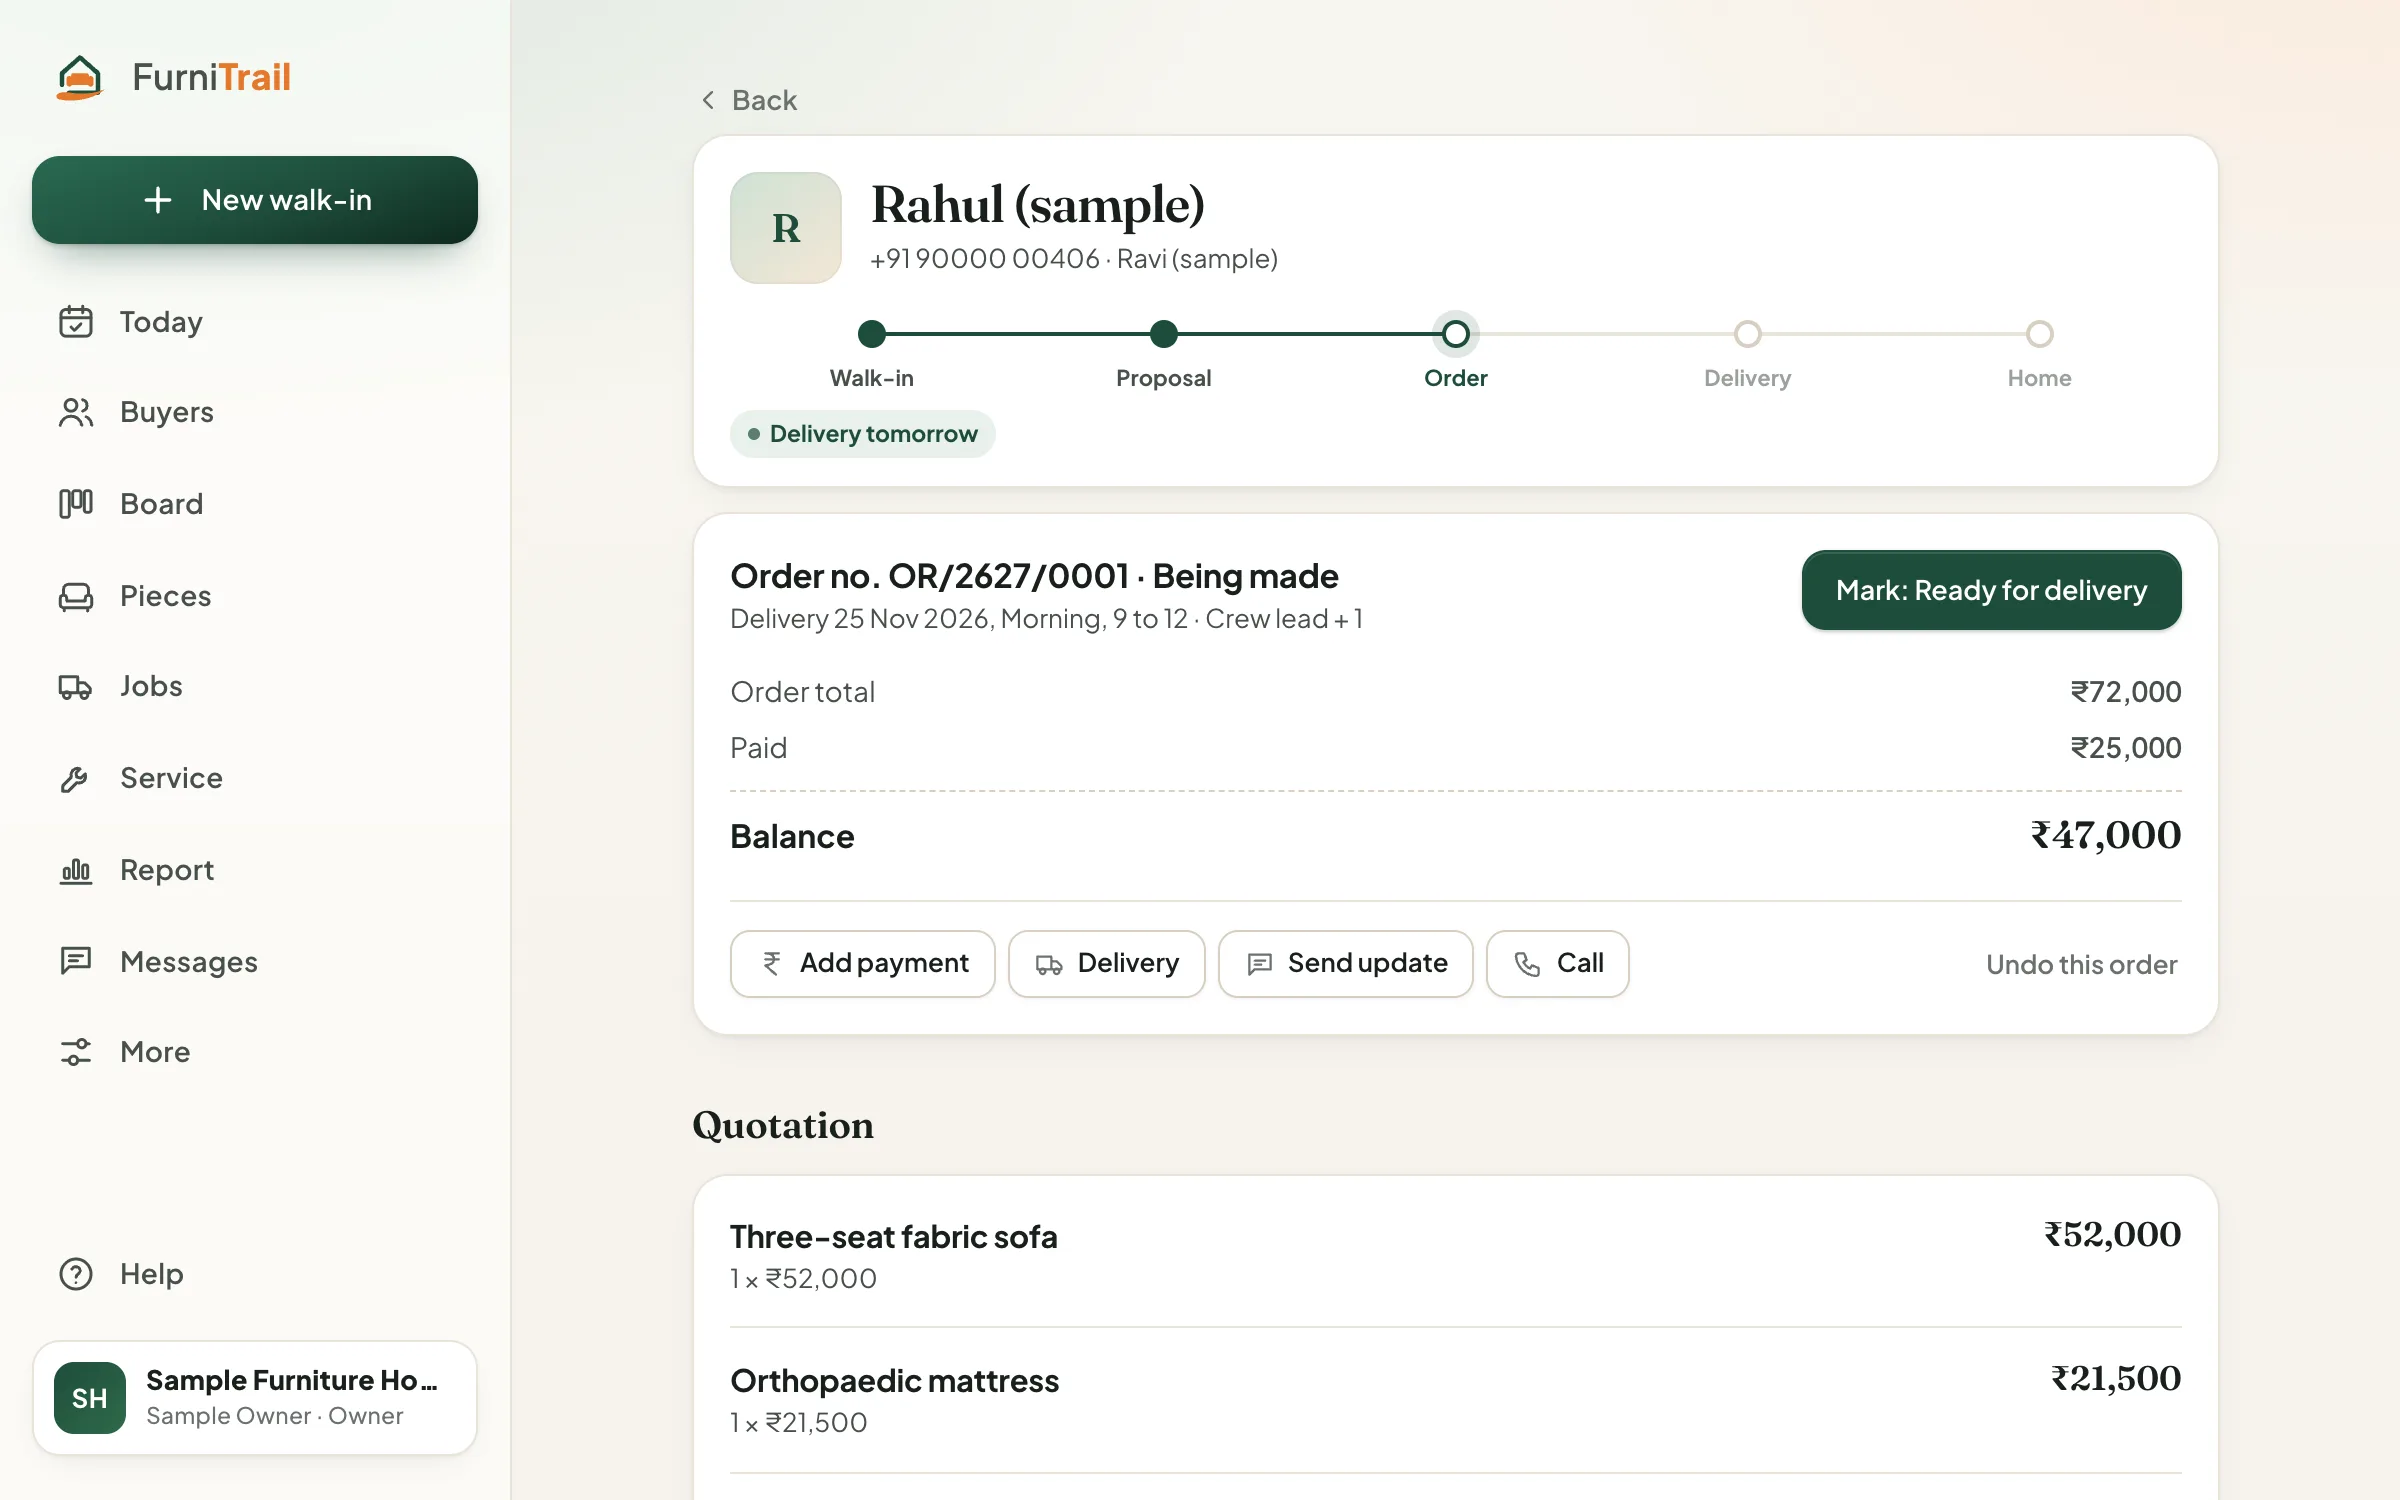 FurniTrail
New walk-in
Today
Buyers
Board
Pieces
Jobs
Service
Report
Messages
More
Help
SH
Sample Furniture Ho…
Sample Owner · Owner
Back
R
Rahul (sample)
+91 90000 00406 · Ravi (sample)
Walk-in
Proposal
Order
Delivery
Home
Delivery tomorrow
Order no. OR/2627/0001 · Being made
Delivery 25 Nov 2026, Morning, 9 to 12 · Crew lead + 1
Mark: Ready for delivery
Order total ₹72,000
Paid ₹25,000
Balance ₹47,000
₹ Add payment
Delivery
Send update
Call
Undo this order
Quotation
Three-seat fabric sofa ₹52,000
1 × ₹52,000
Orthopaedic mattress ₹21,500
1 × ₹21,500